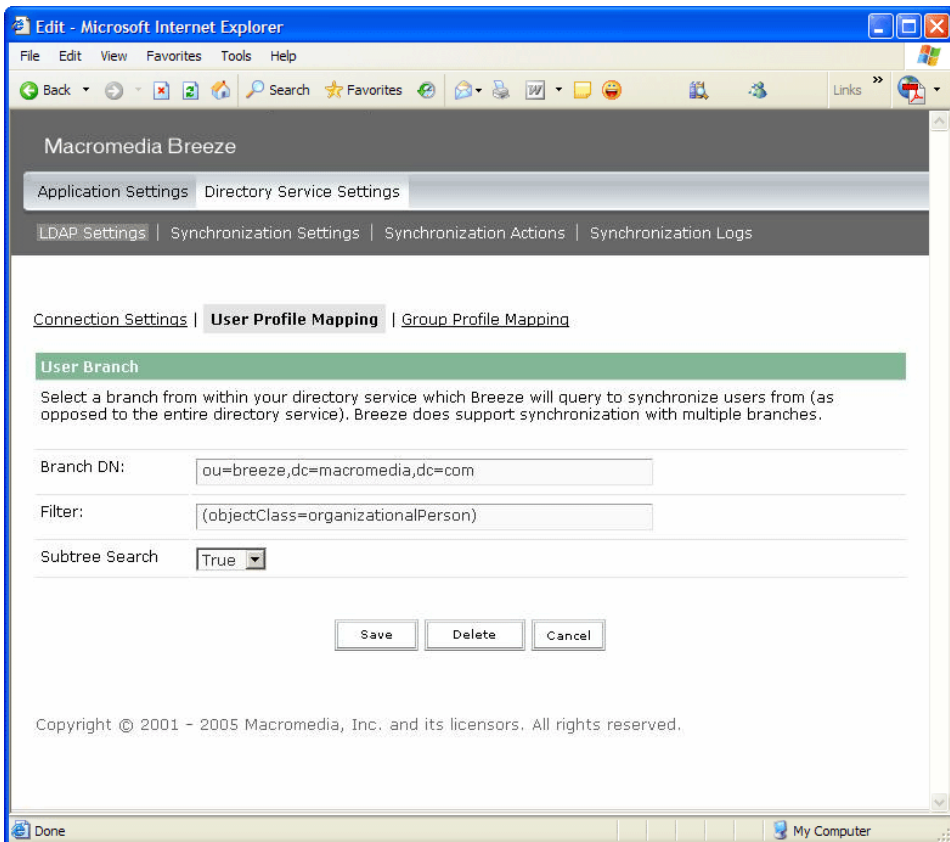 Edit - Microsoft Internet Explorer
File Edit View Favorites Tools Help
Back Search Favorites W Links »
Macromedia Breeze
Application Settings Directory Service Settings
LDAP Settings | Synchronization Settings | Synchronization Actions | Synchronization Logs
Connection Settings | User Profile Mapping | Group Profile Mapping
User Branch
Select a branch from within your directory service which Breeze will query to synchronize users from (as
opposed to the entire directory service). Breeze does support synchronization with multiple branches.
Branch DN: ou=breeze,dc=macromedia,dc=com
Filter: (objectClass=organizationalPerson)
Subtree Search True
Save Delete Cancel
Copyright © 2001 - 2005 Macromedia, Inc. and its licensors. All rights reserved.
Done My Computer